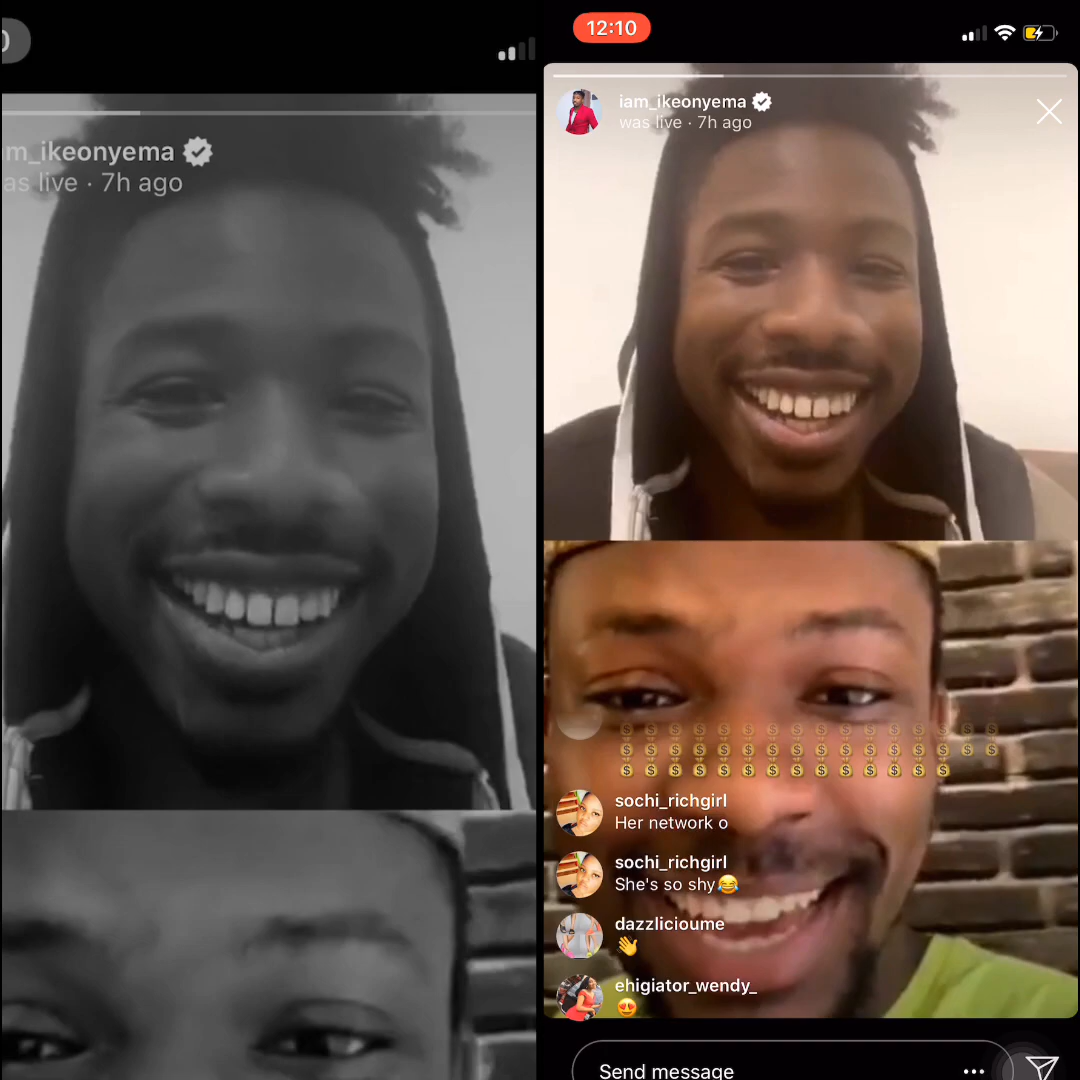 m_ikeonyema
as live · 7h ago
12:10
iam_ikeonyema
was live · 7h ago
sochi_richgirl
Her network o
sochi_richgirl
She's so shy😂
dazzlicioume
👋
ehigiator_wendy_
😍
Send message